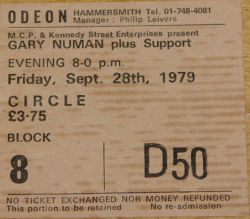 ODEON HAMMERSMITH Tel. 01-748-4081
Manager : Philip Leivers
M.C.P. & Kennedy Street Enterprises present
GARY NUMAN plus Support
EVENING 8-0 p.m.
Friday, Sept. 28th, 1979
CIRCLE
£3·75
BLOCK
8 D50
NO TICKET EXCHANGED NOR MONEY REFUNDED
This portion to be retained No re-admission